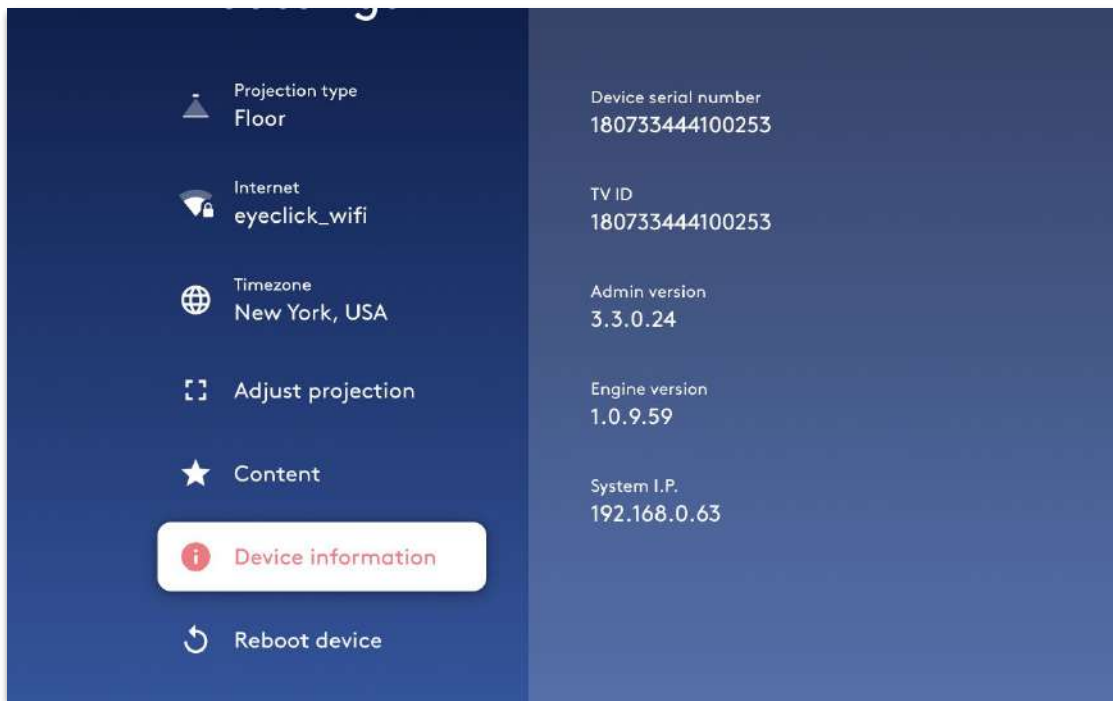 Projection type
Floor
Internet
eyeclick_wifi
Timezone
New York, USA
Adjust projection
Content
Device information
Reboot device
Device serial number
180733444100253
TV ID
180733444100253
Admin version
3.3.0.24
Engine version
1.0.9.59
System I.P.
192.168.0.63